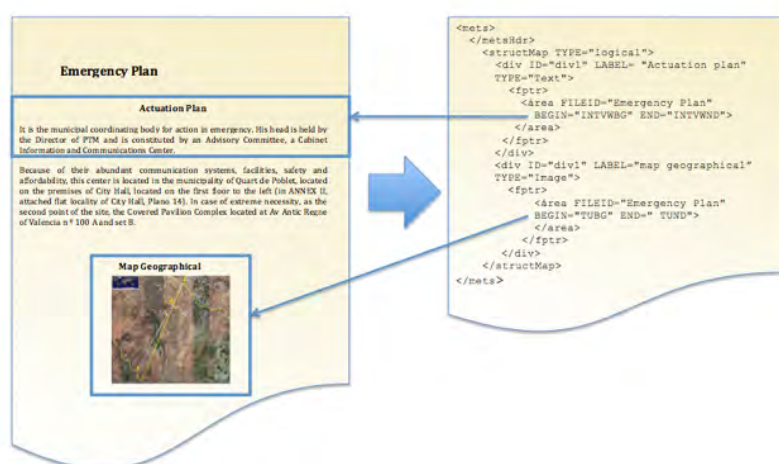 Emergency Plan
Actuation Plan
It is the municipal coordinating body for action in emergency. His head is held by
the Director of PTM and is constituted by an Advisory Committee, a Cabinet
Information and Communications Center.
Because of their abundant communication systems, facilities, safety and
affordability, this center is located in the municipality of Quart de Poblet, located
on the premises of City Hall, located on the first floor to the left (in ANNEX II,
attached flat locality of City Hall, Plano 14). In case of extreme necessity, as the
second point of the site, the Covered Pavilion Complex located at Av Antic Regne
of Valencia nº 100 A and set B.
Map Geographical
<mets>
</metsHdr>
<structMap TYPE="logical">
<div ID="div1" LABEL= "Actuation plan"
TYPE="Text">
<fptr>
<área FILEID="Emergency Plan"
BEGIN="INTVWBG" END="INTVWND">
</area>
</fptr>
</div>
<div ID="div1" LABEL="map geographical"
TYPE="Image">
<fptr>
<área FILEID="Emergency Plan"
BEGIN="TUBG" END=" TUND">
</area>
</fptr>
</div>
</structMap>
</mets>